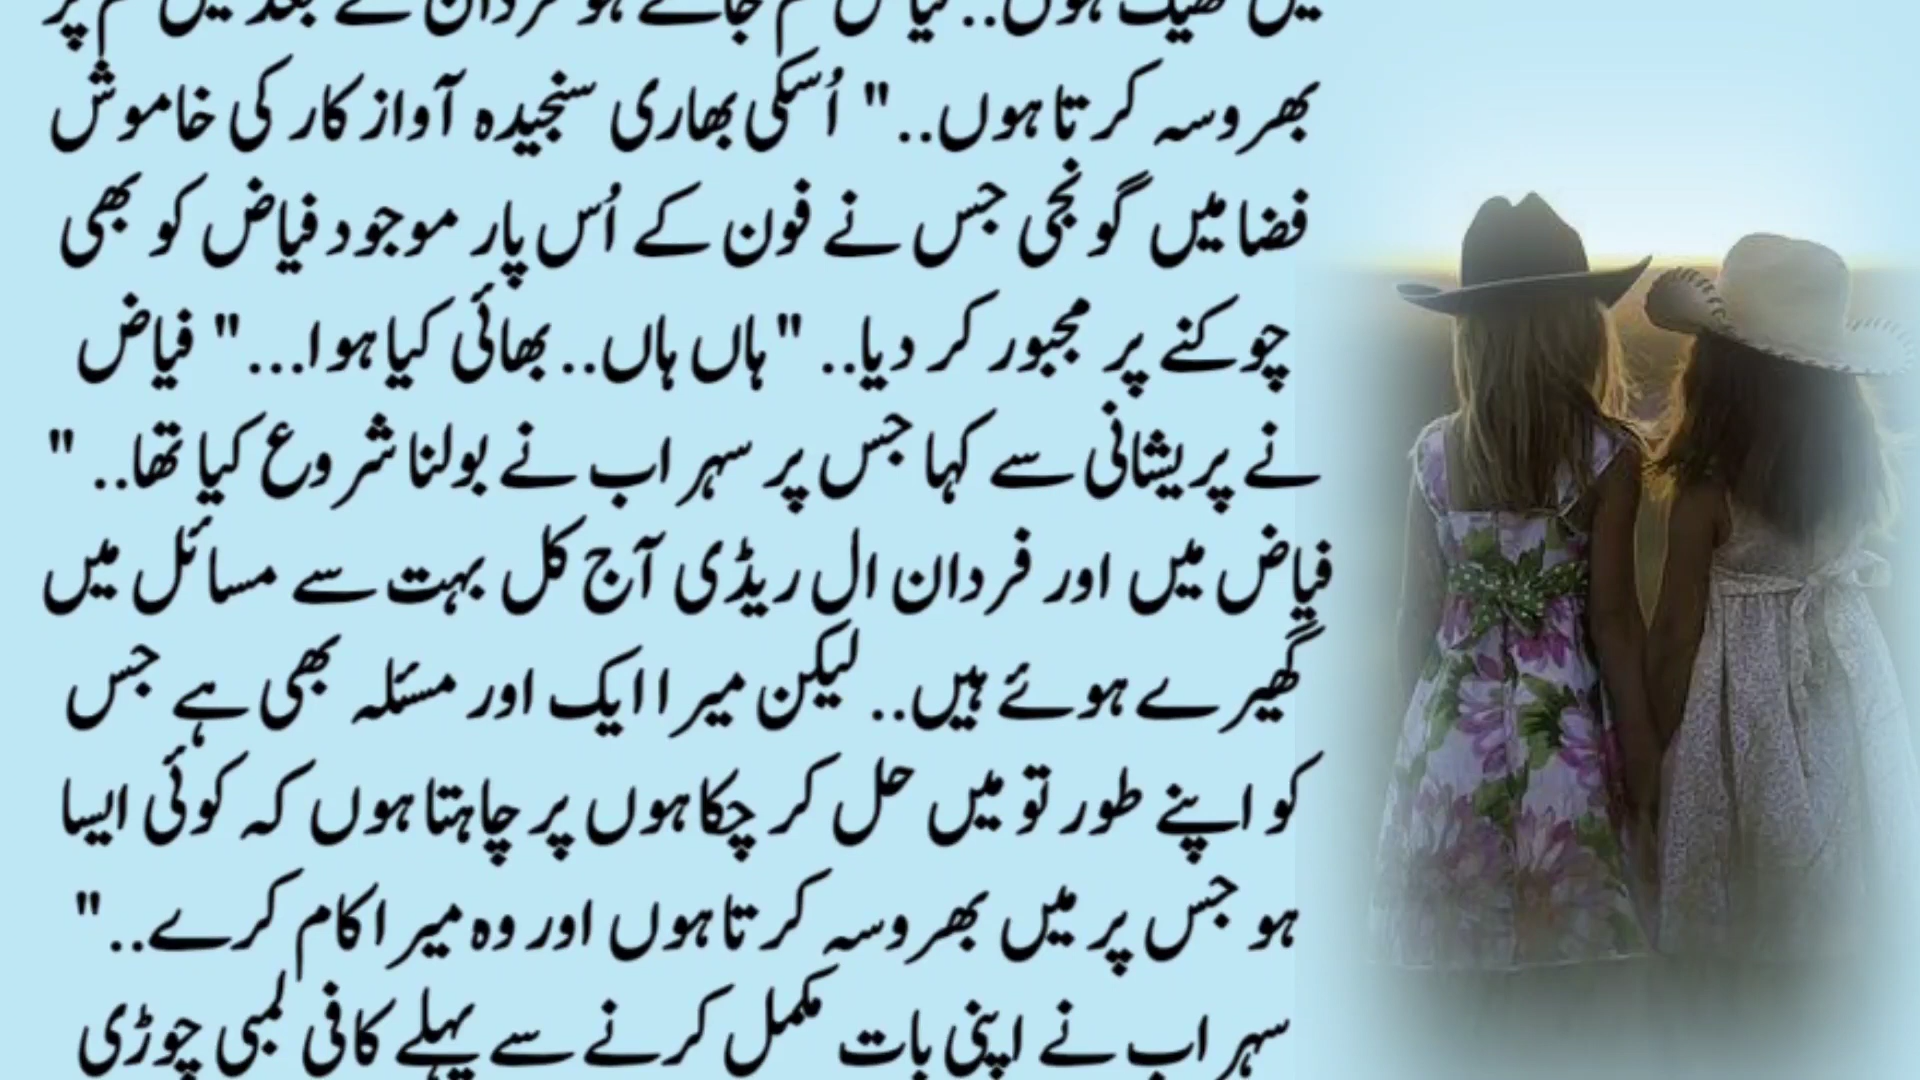 بھروسہ کرتا ہوں.." اُسکی بھاری سنجیدہ آواز کار کی خاموش
فضا میں گونجی جس نے فون کے اُس پار موجود فیاض کو بھی
چوکنے پر مجبور کر دیا.. "ہاں ہاں.. بھائی کیا ہوا..." فیاض
نے پریشانی سے کہا جس پر سہراب نے بولنا شروع کیا تھا.. "
فیاض میں اور فردان ال ریڈی آج کل بہت سے مسائل میں
گھیرے ہوئے ہیں.. لیکن میرا ایک اور مسئلہ بھی ہے جس
کو اپنے طور تو میں حل کر چکا ہوں پر چاہتا ہوں کہ کوئی ایسا
ہو جس پر میں بھروسہ کرتا ہوں اور وہ میرا کام کرے.."
سہراب نے اپنی بات مکمل کرنے سے پہلے کافی لمبی چوڑی